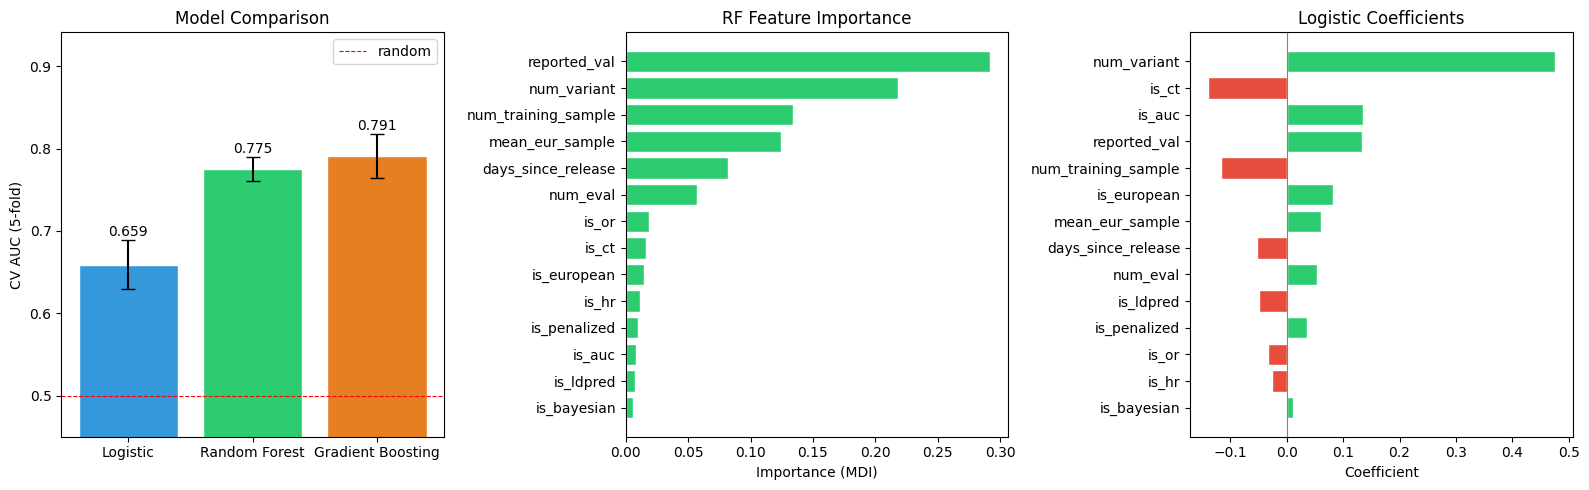 Model Comparison
CV AUC (5-fold)
0.9
0.8
0.7
0.6
0.5
random
0.659
0.775
0.791
Logistic
Random Forest
Gradient Boosting
RF Feature Importance
reported_val
num_variant
num_training_sample
mean_eur_sample
days_since_release
num_eval
is_or
is_ct
is_european
is_hr
is_penalized
is_auc
is_ldpred
is_bayesian
0.00 0.05 0.10 0.15 0.20 0.25 0.30
Importance (MDI)
Logistic Coefficients
num_variant
is_ct
is_auc
reported_val
num_training_sample
is_european
mean_eur_sample
days_since_release
num_eval
is_ldpred
is_penalized
is_or
is_hr
is_bayesian
−0.1 0.0 0.1 0.2 0.3 0.4 0.5
Coefficient